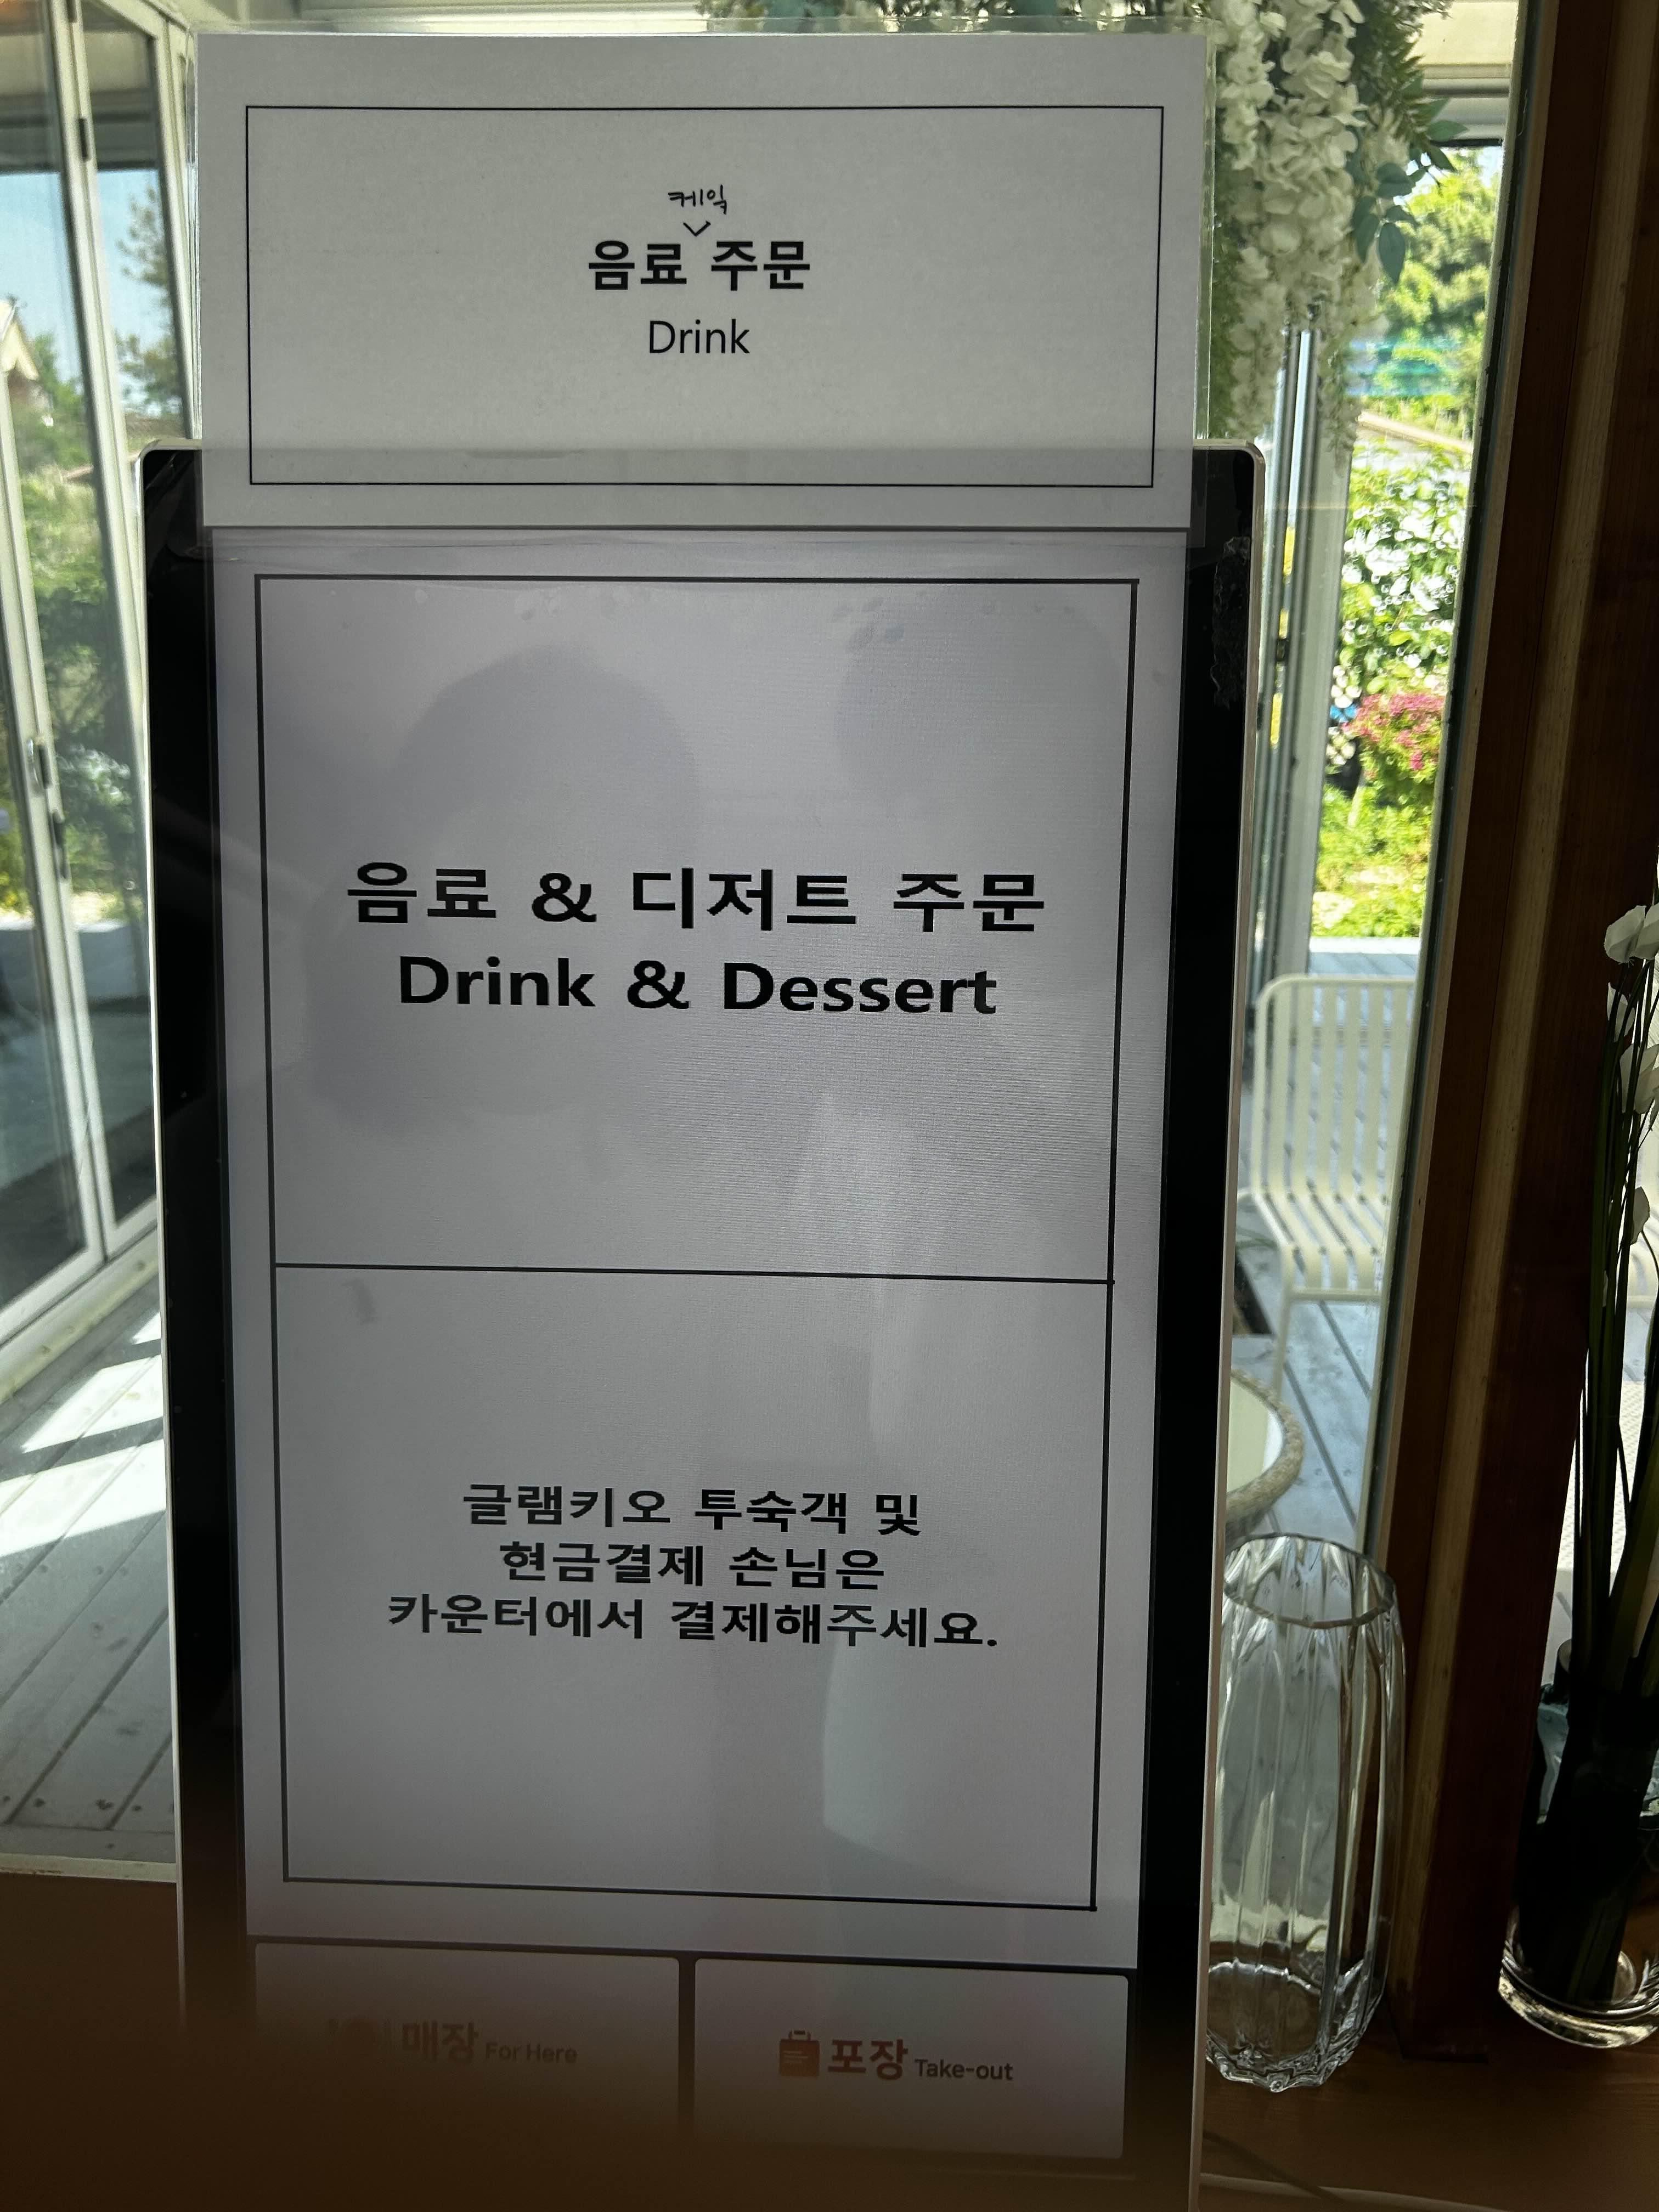 케익
음료 주문
Drink
음료 & 디저트 주문
Drink & Dessert
글램키오 투숙객 및
현금결제 손님은
카운터에서 결제해주세요.
매장 For Here
포장 Take-out